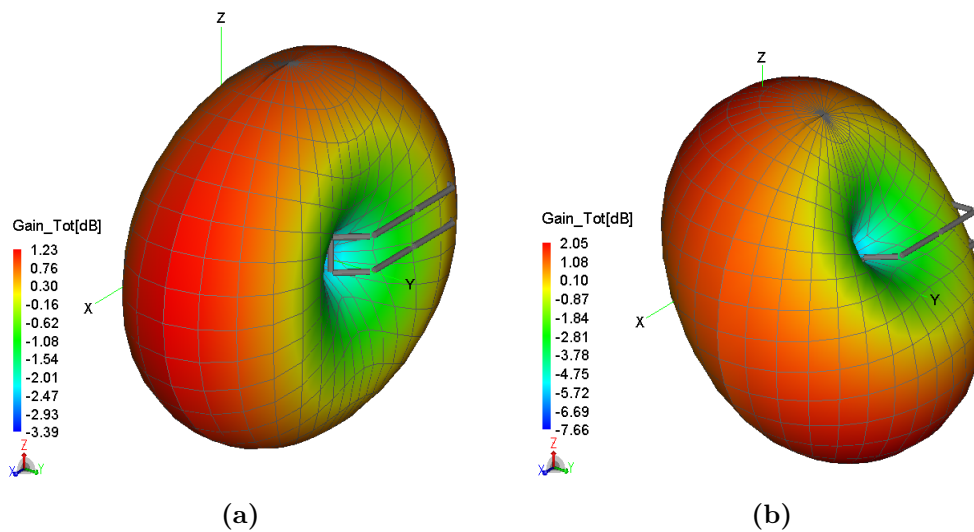 Z
Gain_Tot[dB]
1.23
0.76
0.30
-0.16
-0.62
-1.08
-1.54
-2.01
-2.47
-2.93
-3.39
X
Y
Z
X
Y
(a)
Z
Gain_Tot[dB]
2.05
1.08
0.10
-0.87
-1.84
-2.81
-3.78
-4.75
-5.72
-6.69
-7.66
X
Y
Z
X
Y
(b)